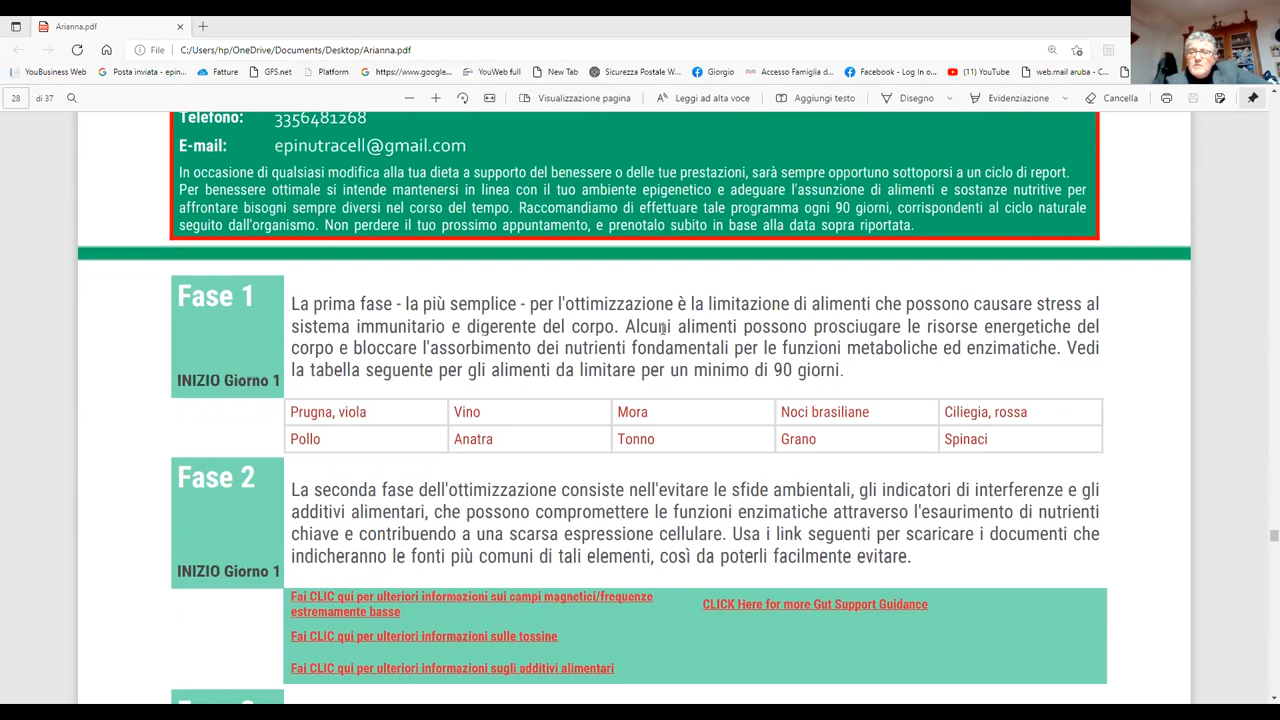 Arianna.pdf
File
C:/Users/hp/OneDrive/Documents/Desktop/Arianna.pdf
YouBusiness Web
Posta inviata - epin...
Fatture
GFS.net
Platform
https://www.google...
YouWeb full
New Tab
Sicurezza Postale W...
Giorgio
Accesso Famiglia d...
Facebook - Log In o...
(11) YouTube
web.mail aruba - C...
28 di 37
Visualizzazione pagina
Leggi ad alta voce
Aggiungi testo
Disegno
Evidenziazione
Cancella
Telefono: 3356481268
E-mail: epinutracell@gmail.com
In occasione di qualsiasi modifica alla tua dieta a supporto del benessere o delle tue prestazioni, sarà sempre opportuno sottoporsi a un ciclo di report.
Per benessere ottimale si intende mantenersi in linea con il tuo ambiente epigenetico e adeguare l'assunzione di alimenti e sostanze nutritive per
affrontare bisogni sempre diversi nel corso del tempo. Raccomandiamo di effettuare tale programma ogni 90 giorni, corrispondenti al ciclo naturale
seguito dall'organismo. Non perdere il tuo prossimo appuntamento, e prenotalo subito in base alla data sopra riportata.
Fase 1
INIZIO Giorno 1
La prima fase - la più semplice - per l'ottimizzazione è la limitazione di alimenti che possono causare stress al
sistema immunitario e digerente del corpo. Alcuni alimenti possono prosciugare le risorse energetiche del
corpo e bloccare l'assorbimento dei nutrienti fondamentali per le funzioni metaboliche ed enzimatiche. Vedi
la tabella seguente per gli alimenti da limitare per un minimo di 90 giorni.
Prugna, viola
Vino
Mora
Noci brasiliane
Ciliegia, rossa
Pollo
Anatra
Tonno
Grano
Spinaci
Fase 2
INIZIO Giorno 1
La seconda fase dell'ottimizzazione consiste nell'evitare le sfide ambientali, gli indicatori di interferenze e gli
additivi alimentari, che possono compromettere le funzioni enzimatiche attraverso l'esaurimento di nutrienti
chiave e contribuendo a una scarsa espressione cellulare. Usa i link seguenti per scaricare i documenti che
indicheranno le fonti più comuni di tali elementi, così da poterli facilmente evitare.
Fai CLIC qui per ulteriori informazioni sui campi magnetici/frequenze
estremamente basse
CLICK Here for more Gut Support Guidance
Fai CLIC qui per ulteriori informazioni sulle tossine
Fai CLIC qui per ulteriori informazioni sugli additivi alimentari